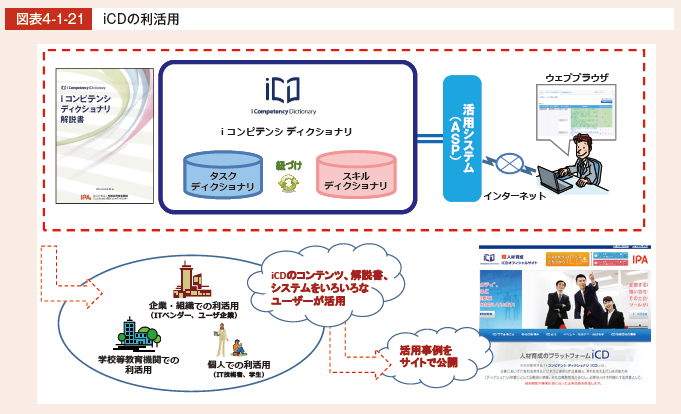 図表4-1-21 iCDの利活用
i Competency Dictionary
i コンピテンシ
ディクショナリ
解説書
IPA
iCD
i Competency Dictionary
i コンピテンシ ディクショナリ
タスク
ディクショナリ
紐づけ
スキル
ディクショナリ
活用システム
(ASP)
ウェブブラウザ
インターネット
企業・組織での利活用
(ITベンダー、ユーザ企業)
学校等教育機関での
利活用
個人での利活用
(IT技術者、学生)
iCDのコンテンツ、解説書、
システムをいろいろな
ユーザーが活用
活用事例を
サイトで公開
人材育成
iCDオフィシャルサイト
IPA
人材育成のプラットフォーム iCD